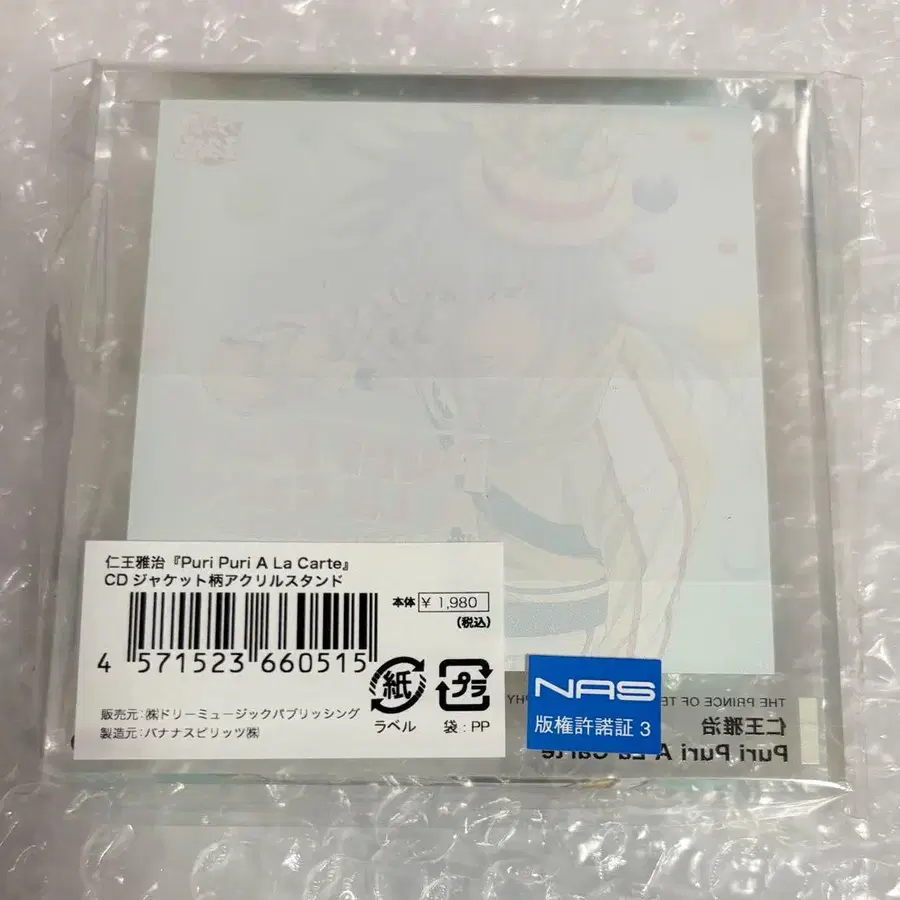 仁王雅治『Puri Puri A La Carte』
CD ジャケット柄アクリルスタンド
本体 ¥ 1,980
(税込)
4 571523 660515
紙
ラベル
プラ
袋 : PP
販売元 : ㈱ドリーミュージックパブリッシング
製造元 : バナナスピリッツ㈱
NAS
版権許諾証 3
THE PRINCE OF TE
PHY
仁王雅治
Puri Puri A La Carte